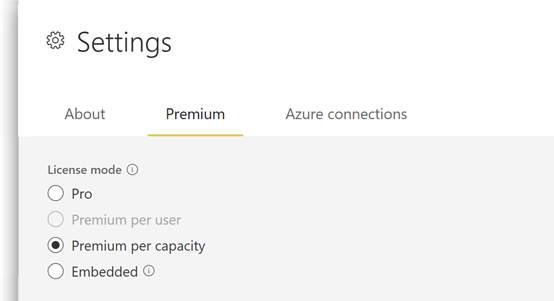 Settings
About Premium Azure connections
License mode
Pro
Premium per user
Premium per capacity
Embedded